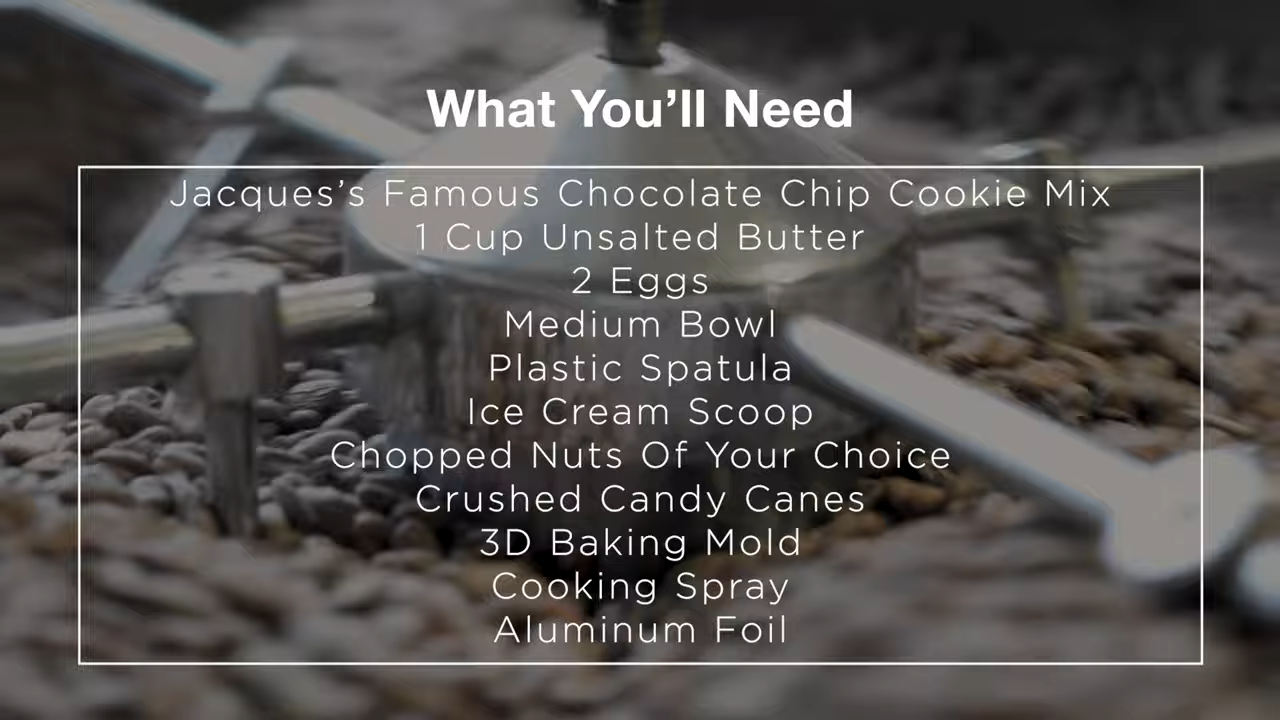 What You’ll Need
Jacques’s Famous Chocolate Chip Cookie Mix
1 Cup Unsalted Butter
2 Eggs
Medium Bowl
Plastic Spatula
Ice Cream Scoop
Chopped Nuts Of Your Choice
Crushed Candy Canes
3D Baking Mold
Cooking Spray
Aluminum Foil